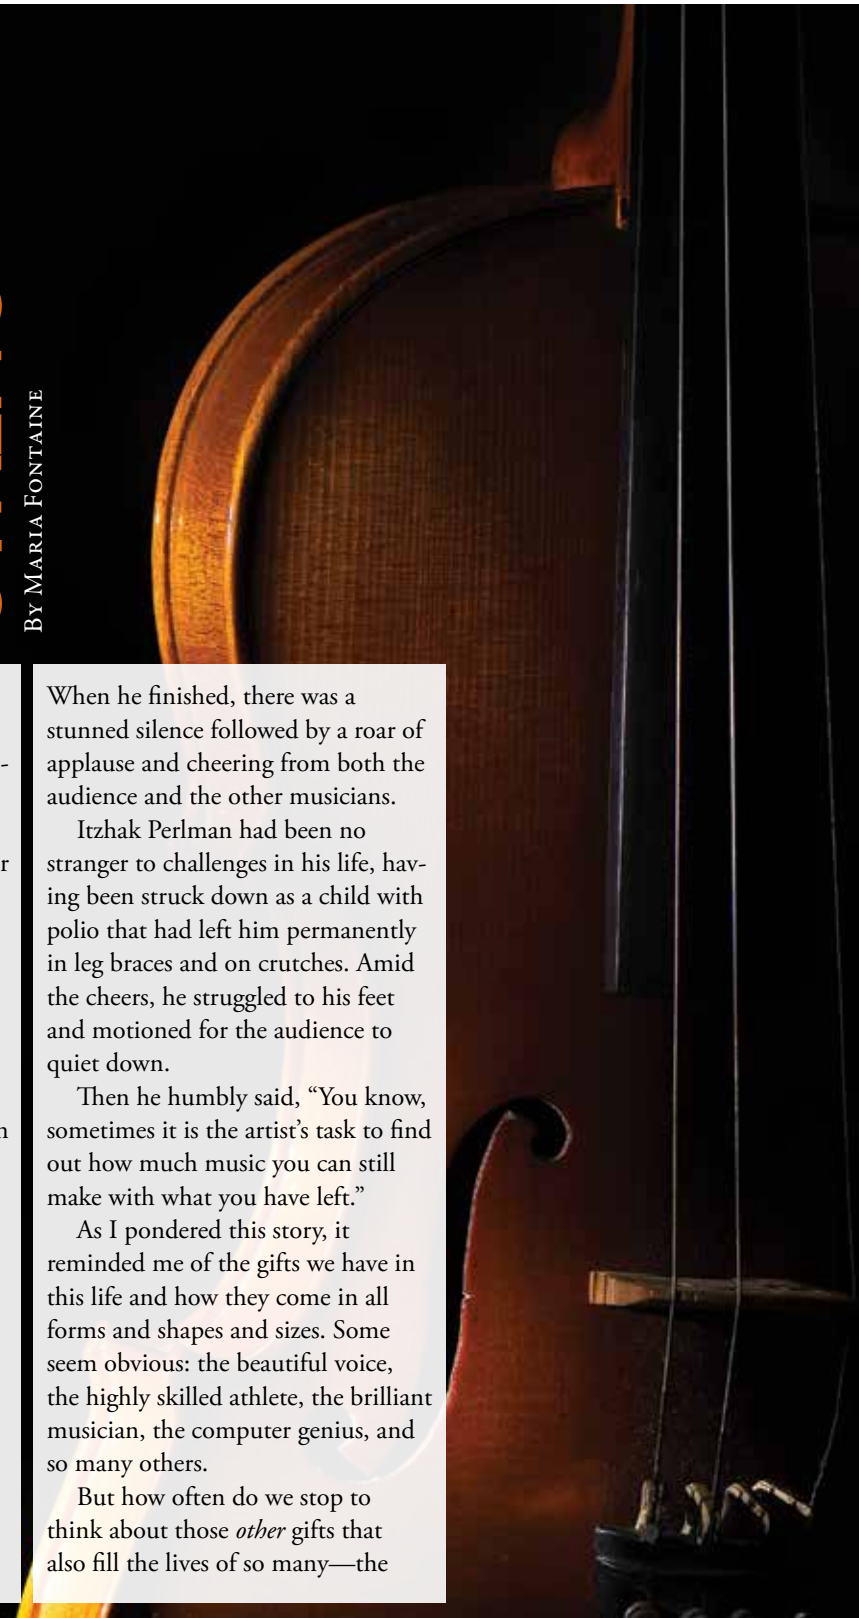 By Maria Fontaine
When he finished, there was a
stunned silence followed by a roar of
applause and cheering from both the
audience and the other musicians.
Itzhak Perlman had been no
stranger to challenges in his life, hav-
ing been struck down as a child with
polio that had left him permanently
in leg braces and on crutches. Amid
the cheers, he struggled to his feet
and motioned for the audience to
quiet down.
Then he humbly said, “You know,
sometimes it is the artist’s task to find
out how much music you can still
make with what you have left.”
As I pondered this story, it
reminded me of the gifts we have in
this life and how they come in all
forms and shapes and sizes. Some
seem obvious: the beautiful voice,
the highly skilled athlete, the brilliant
musician, the computer genius, and
so many others.
But how often do we stop to
think about those other gifts that
also fill the lives of so many—the